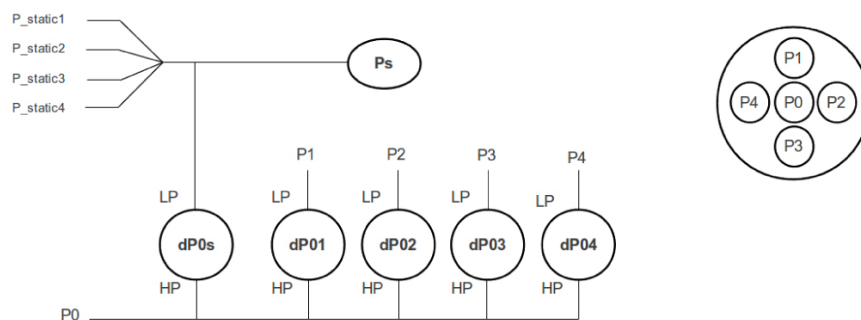 P_static1
P_static2
P_static3
P_static4
Ps
P1
P4 P0 P2
P3
P1 P2 P3 P4
LP LP LP LP LP
dP0s dP01 dP02 dP03 dP04
HP HP HP HP HP
P0